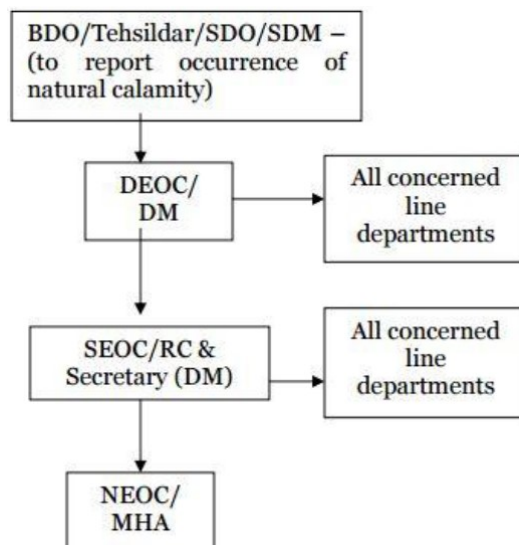 BDO/Tehsildar/SDO/SDM –
(to report occurrence of
natural calamity)
DEOC/
DM
All concerned
line
departments
SEOC/RC &
Secretary (DM)
All concerned
line
departments
NEOC/
MHA